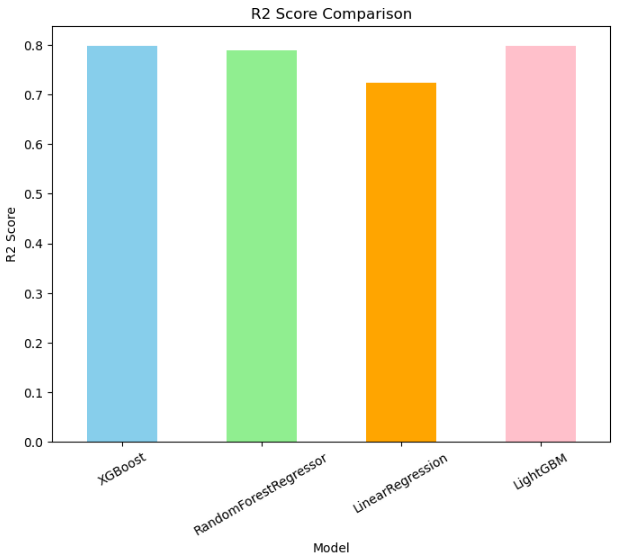 R2 Score Comparison
R2 Score
0.8
0.7
0.6
0.5
0.4
0.3
0.2
0.1
0.0
XGBoost
RandomForestRegressor
LinearRegression
LightGBM
Model